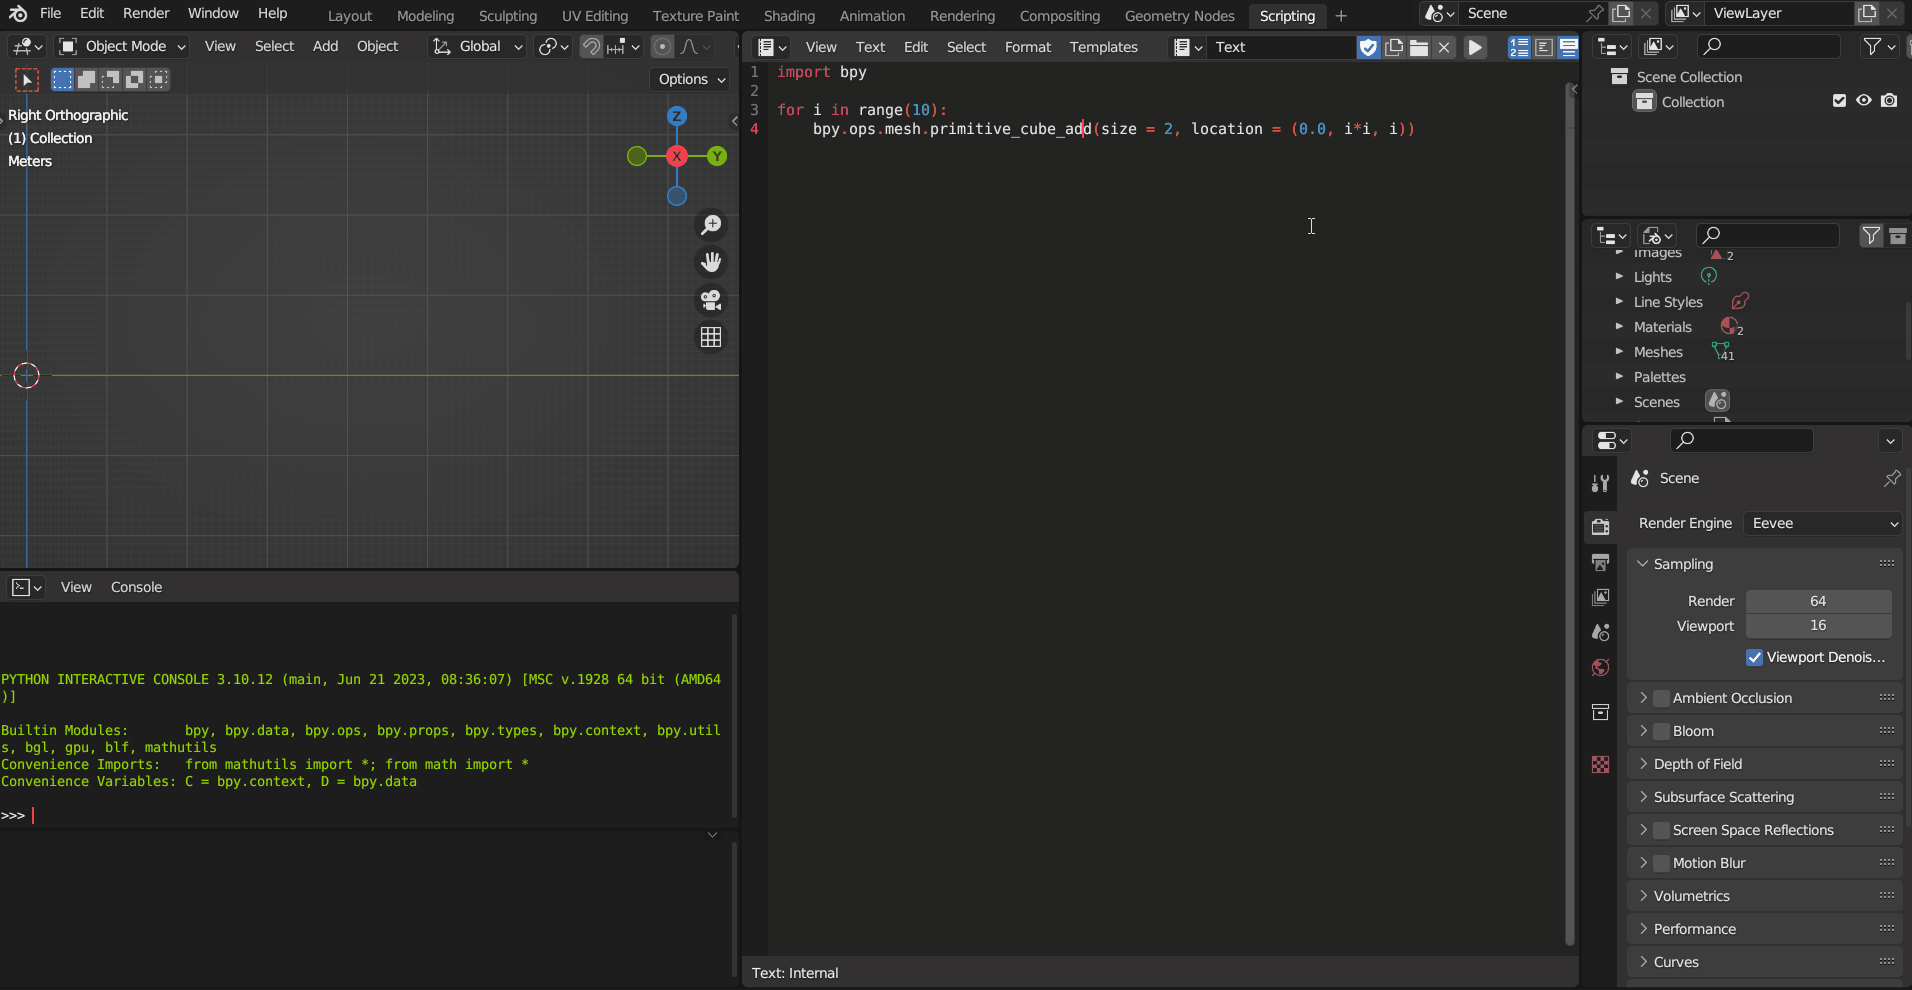 File Edit Render Window Help Layout Modeling Sculpting UV Editing Texture Paint Shading Animation Rendering Compositing Geometry Nodes Scripting + Scene ViewLayer
Object Mode View Select Add Object Global
Options
Right Orthographic
(1) Collection
Meters
Z
X
Y
View Text Edit Select Format Templates Text
1 import bpy
2
3 for i in range(10):
4 bpy.ops.mesh.primitive_cube_add(size = 2, location = (0.0, i*i, i))
Text: Internal
View Console
PYTHON INTERACTIVE CONSOLE 3.10.12 (main, Jun 21 2023, 08:36:07) [MSC v.1928 64 bit (AMD64
)]
Builtin Modules: bpy, bpy.data, bpy.ops, bpy.props, bpy.types, bpy.context, bpy.util
s, bgl, gpu, blf, mathutils
Convenience Imports: from mathutils import *; from math import *
Convenience Variables: C = bpy.context, D = bpy.data
>>>
Scene Collection
Collection
Images 2
Lights
Line Styles
Materials 2
Meshes 41
Palettes
Scenes
Scene
Render Engine Eevee
Sampling
Render 64
Viewport 16
Viewport Denois...
Ambient Occlusion
Bloom
Depth of Field
Subsurface Scattering
Screen Space Reflections
Motion Blur
Volumetrics
Performance
Curves